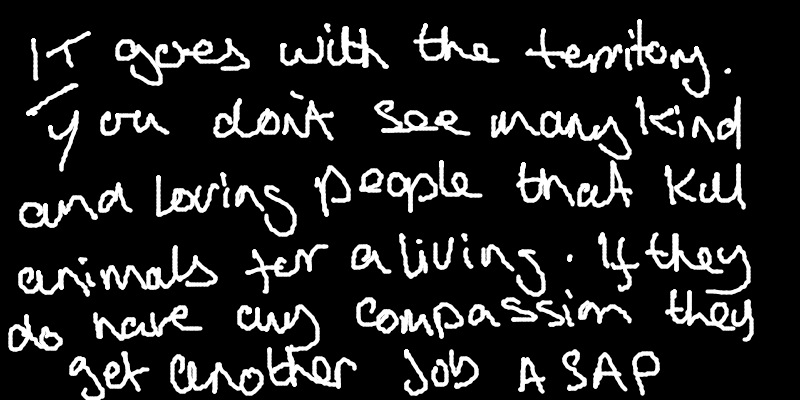 IT goes with the territory.
You don't see many kind
and loving people that kill
animals for a living. If they
do have any compassion they
get another job ASAP